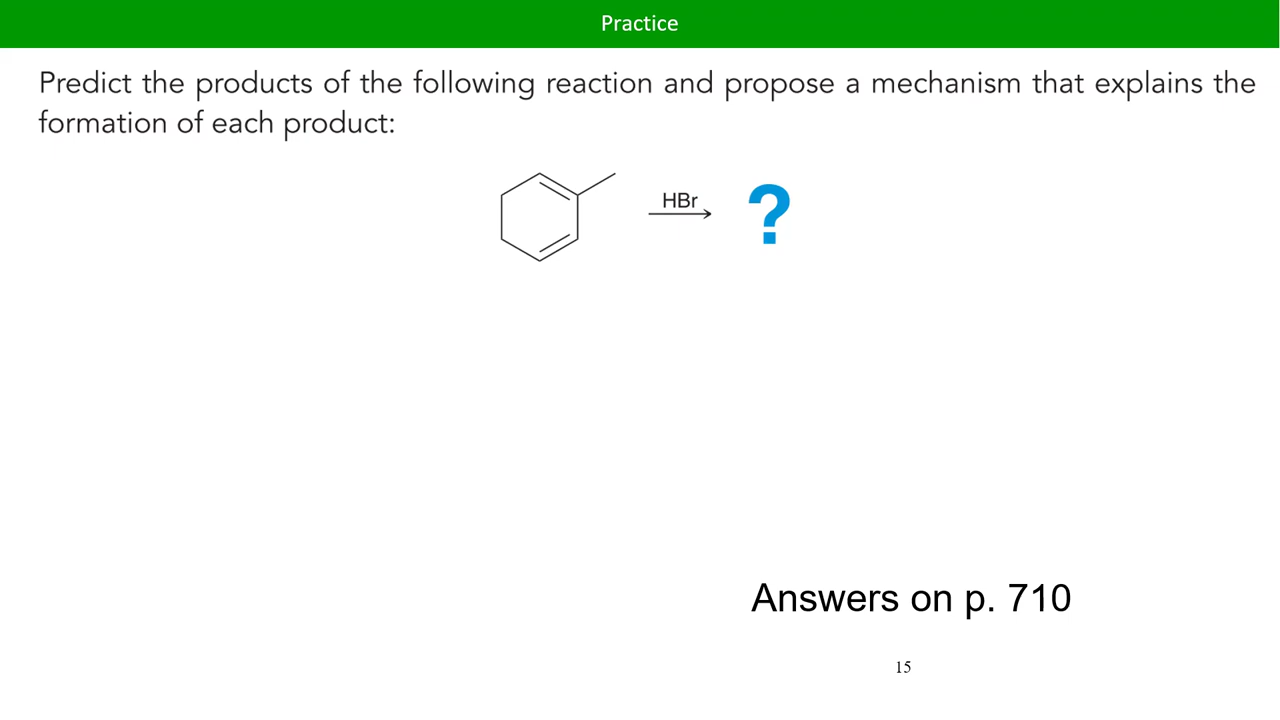 Practice
Predict the products of the following reaction and propose a mechanism that explains the
formation of each product:
HBr
?
Answers on p. 710
15